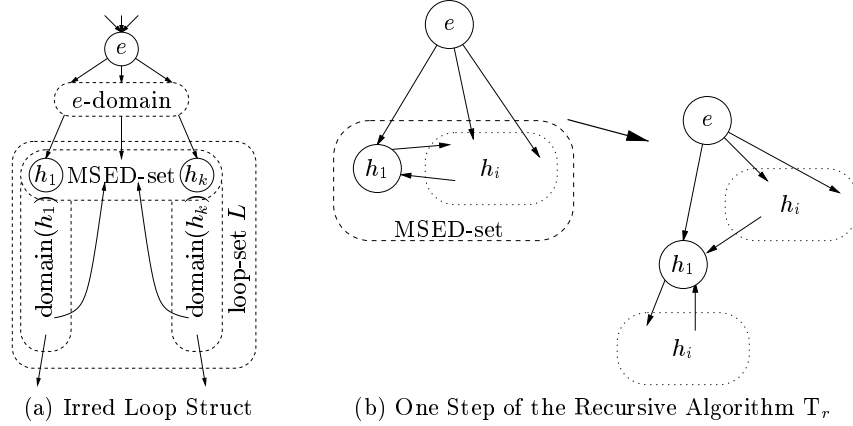 e
e-domain
h₁ MSED-set hₖ
domain(h₁)
domain(hₖ)
loop-set L
(a) Irred Loop Struct
e
h₁
hᵢ
MSED-set
e
hᵢ
h₁
hᵢ
(b) One Step of the Recursive Algorithm Tᵣ